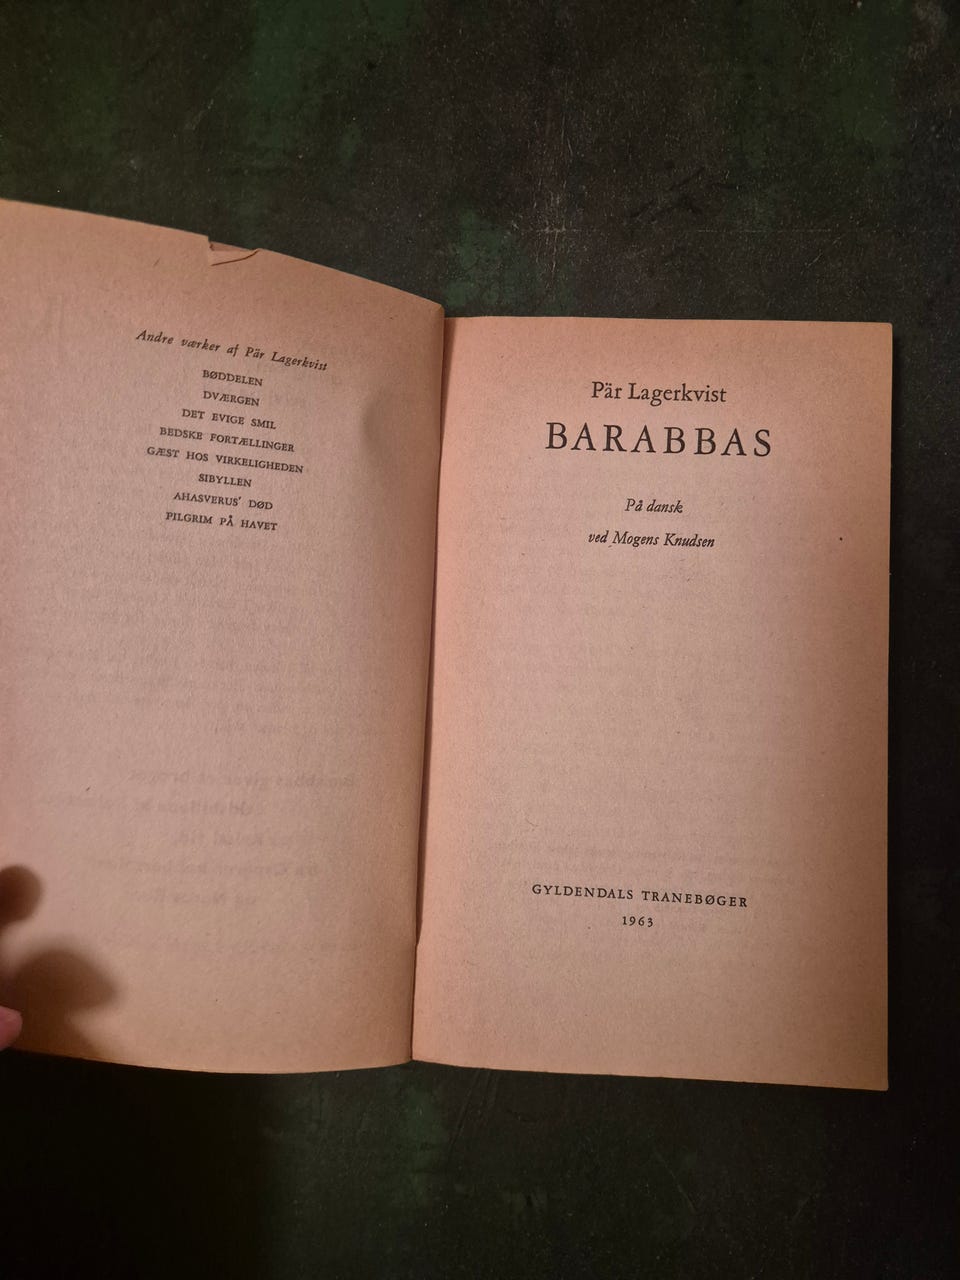 Andre værker af Pär Lagerkvist
BØDDELEN
DVÆRGEN
DET EVIGE SMIL
BEDSKE FORTÆLLINGER
GÆST HOS VIRKELIGHEDEN
SIBYLLEN
AHASVERUS' DØD
PILGRIM PÅ HAVET
Pär Lagerkvist
BARABBAS
På dansk
ved Mogens Knudsen
GYLDENDALS TRANEBØGER
1963